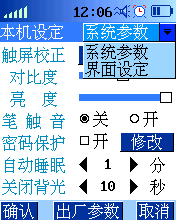 12:06
本机设定 系统参数
系统参数
触屏校正
界面设定
对比度
亮 度
笔 触 音 关 开
密码保护 开 修改
自动睡眠 1 分
关闭背光 10 秒
确认 出厂参数 取消